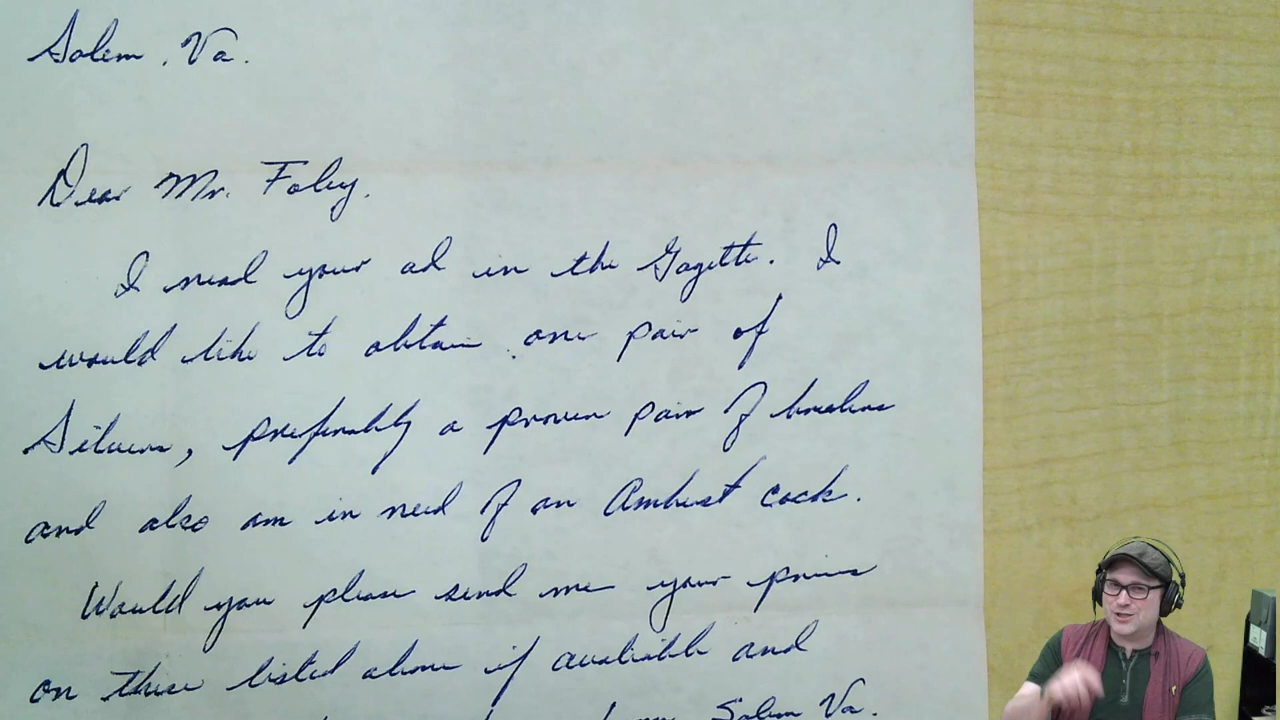 Salem, Va.
Dear Mr. Foley,
I read your ad in the Gazette. I
would like to obtain one pair of
Silvers, preferably a proven pair of breeders
and also am in need of an Amherst cock.
Would you please send me your prices
on these listed above if available and
Salem Va.